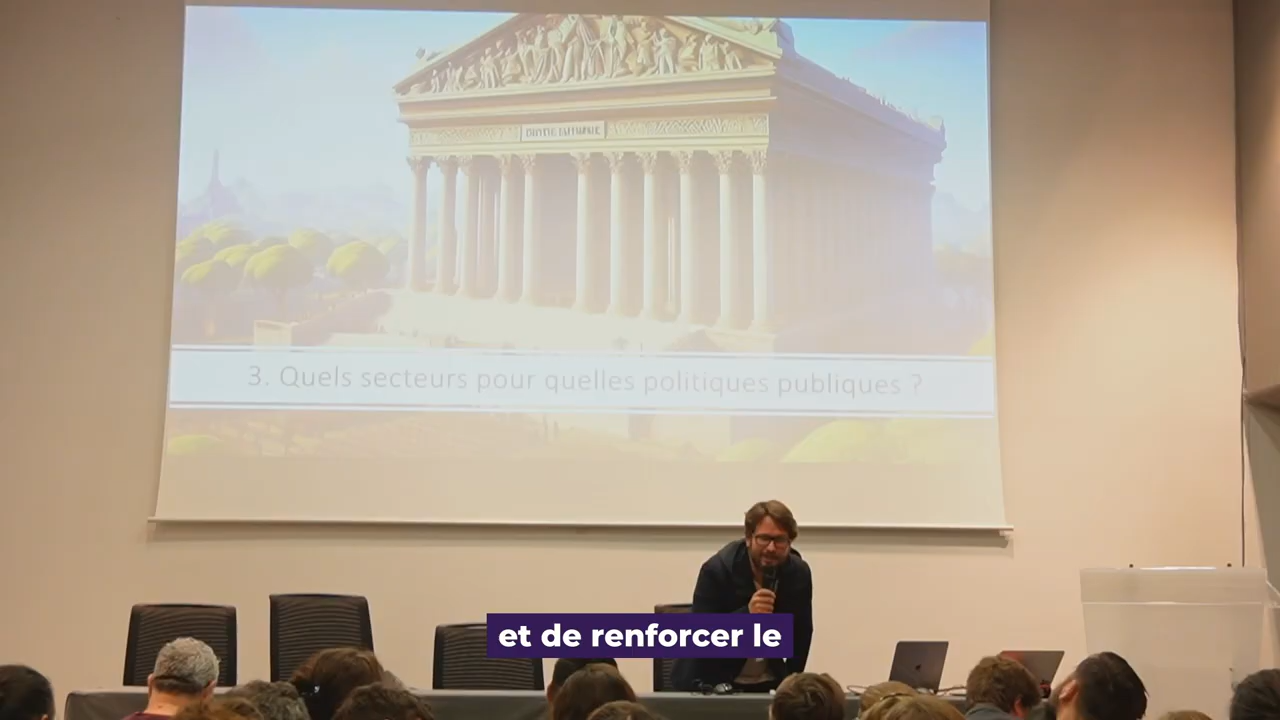 3. Quels secteurs pour quelles politiques publiques ?
et de renforcer le